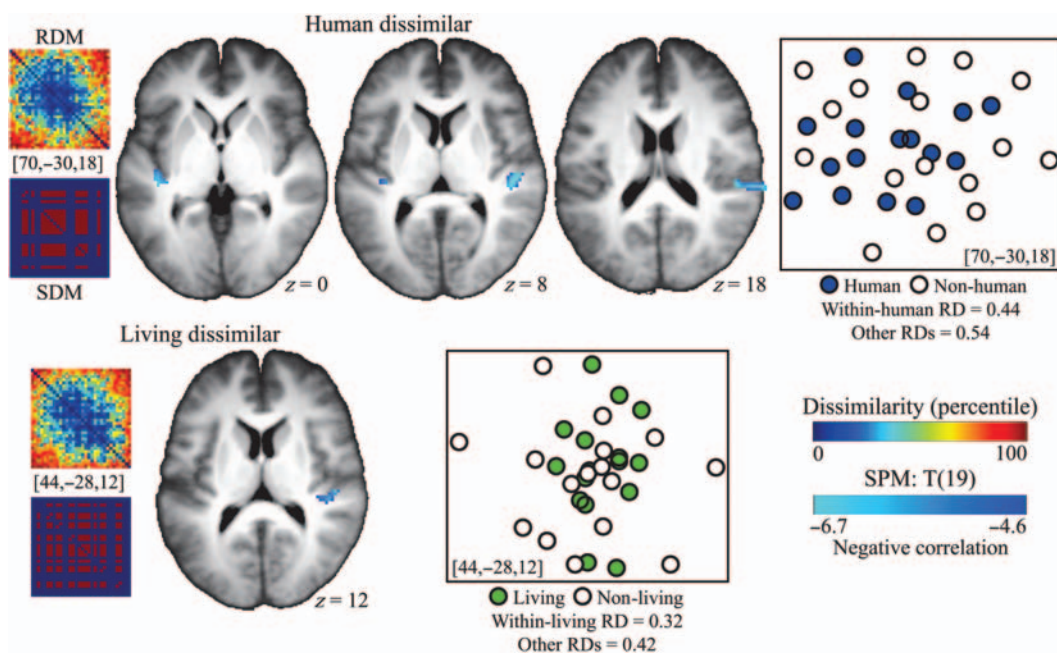 Human dissimilar
RDM
[70,−30,18]
SDM
z = 0
z = 8
z = 18
[70,−30,18]
Human Non-human
Within-human RD = 0.44
Other RDs = 0.54
Living dissimilar
[44,−28,12]
z = 12
[44,−28,12]
Living Non-living
Within-living RD = 0.32
Other RDs = 0.42
Dissimilarity (percentile)
0 100
SPM: T(19)
−6.7 −4.6
Negative correlation